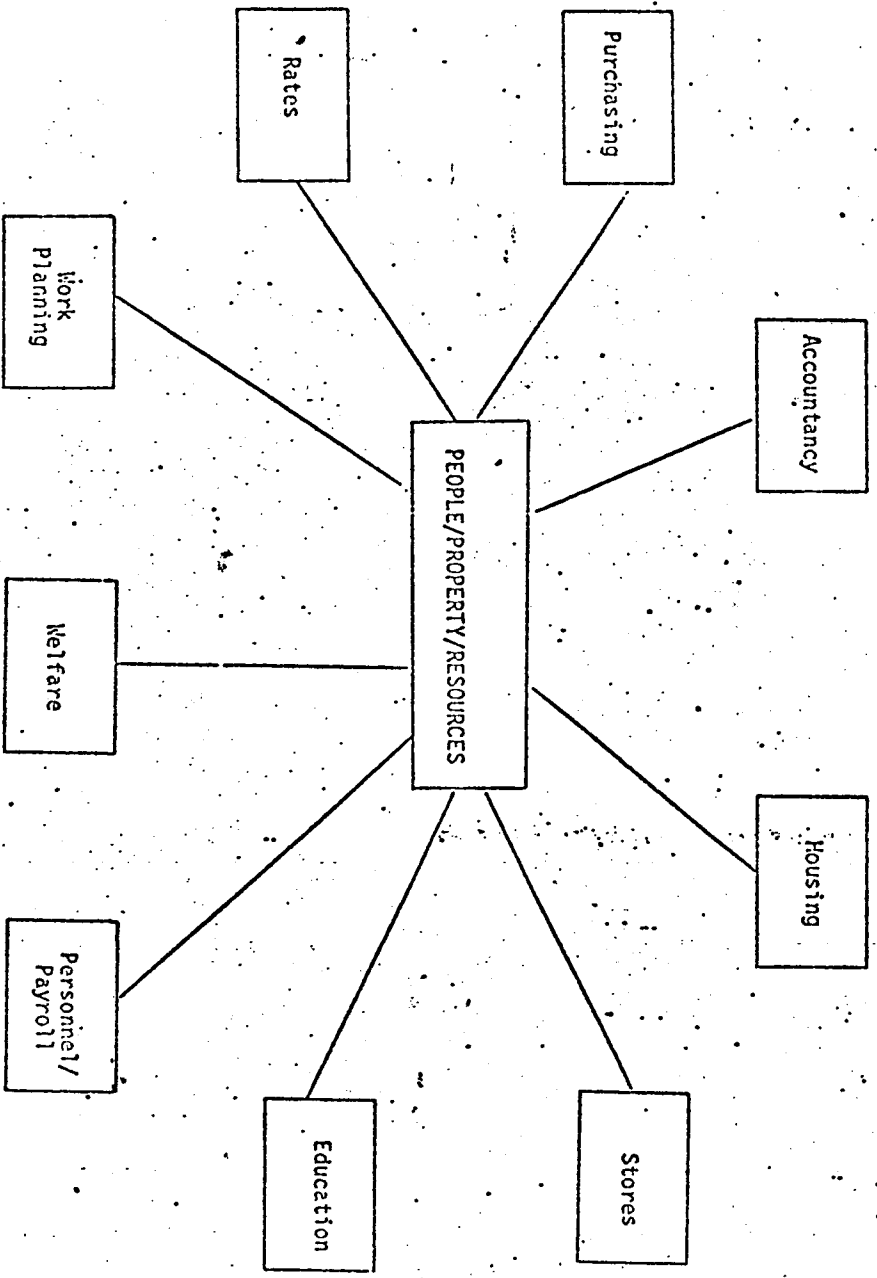 Accountancy
Housing
Purchasing
Stores
PEOPLE/PROPERTY/RESOURCES
Rates
Education
Work
Planning
Welfare
Personnel/
Payroll